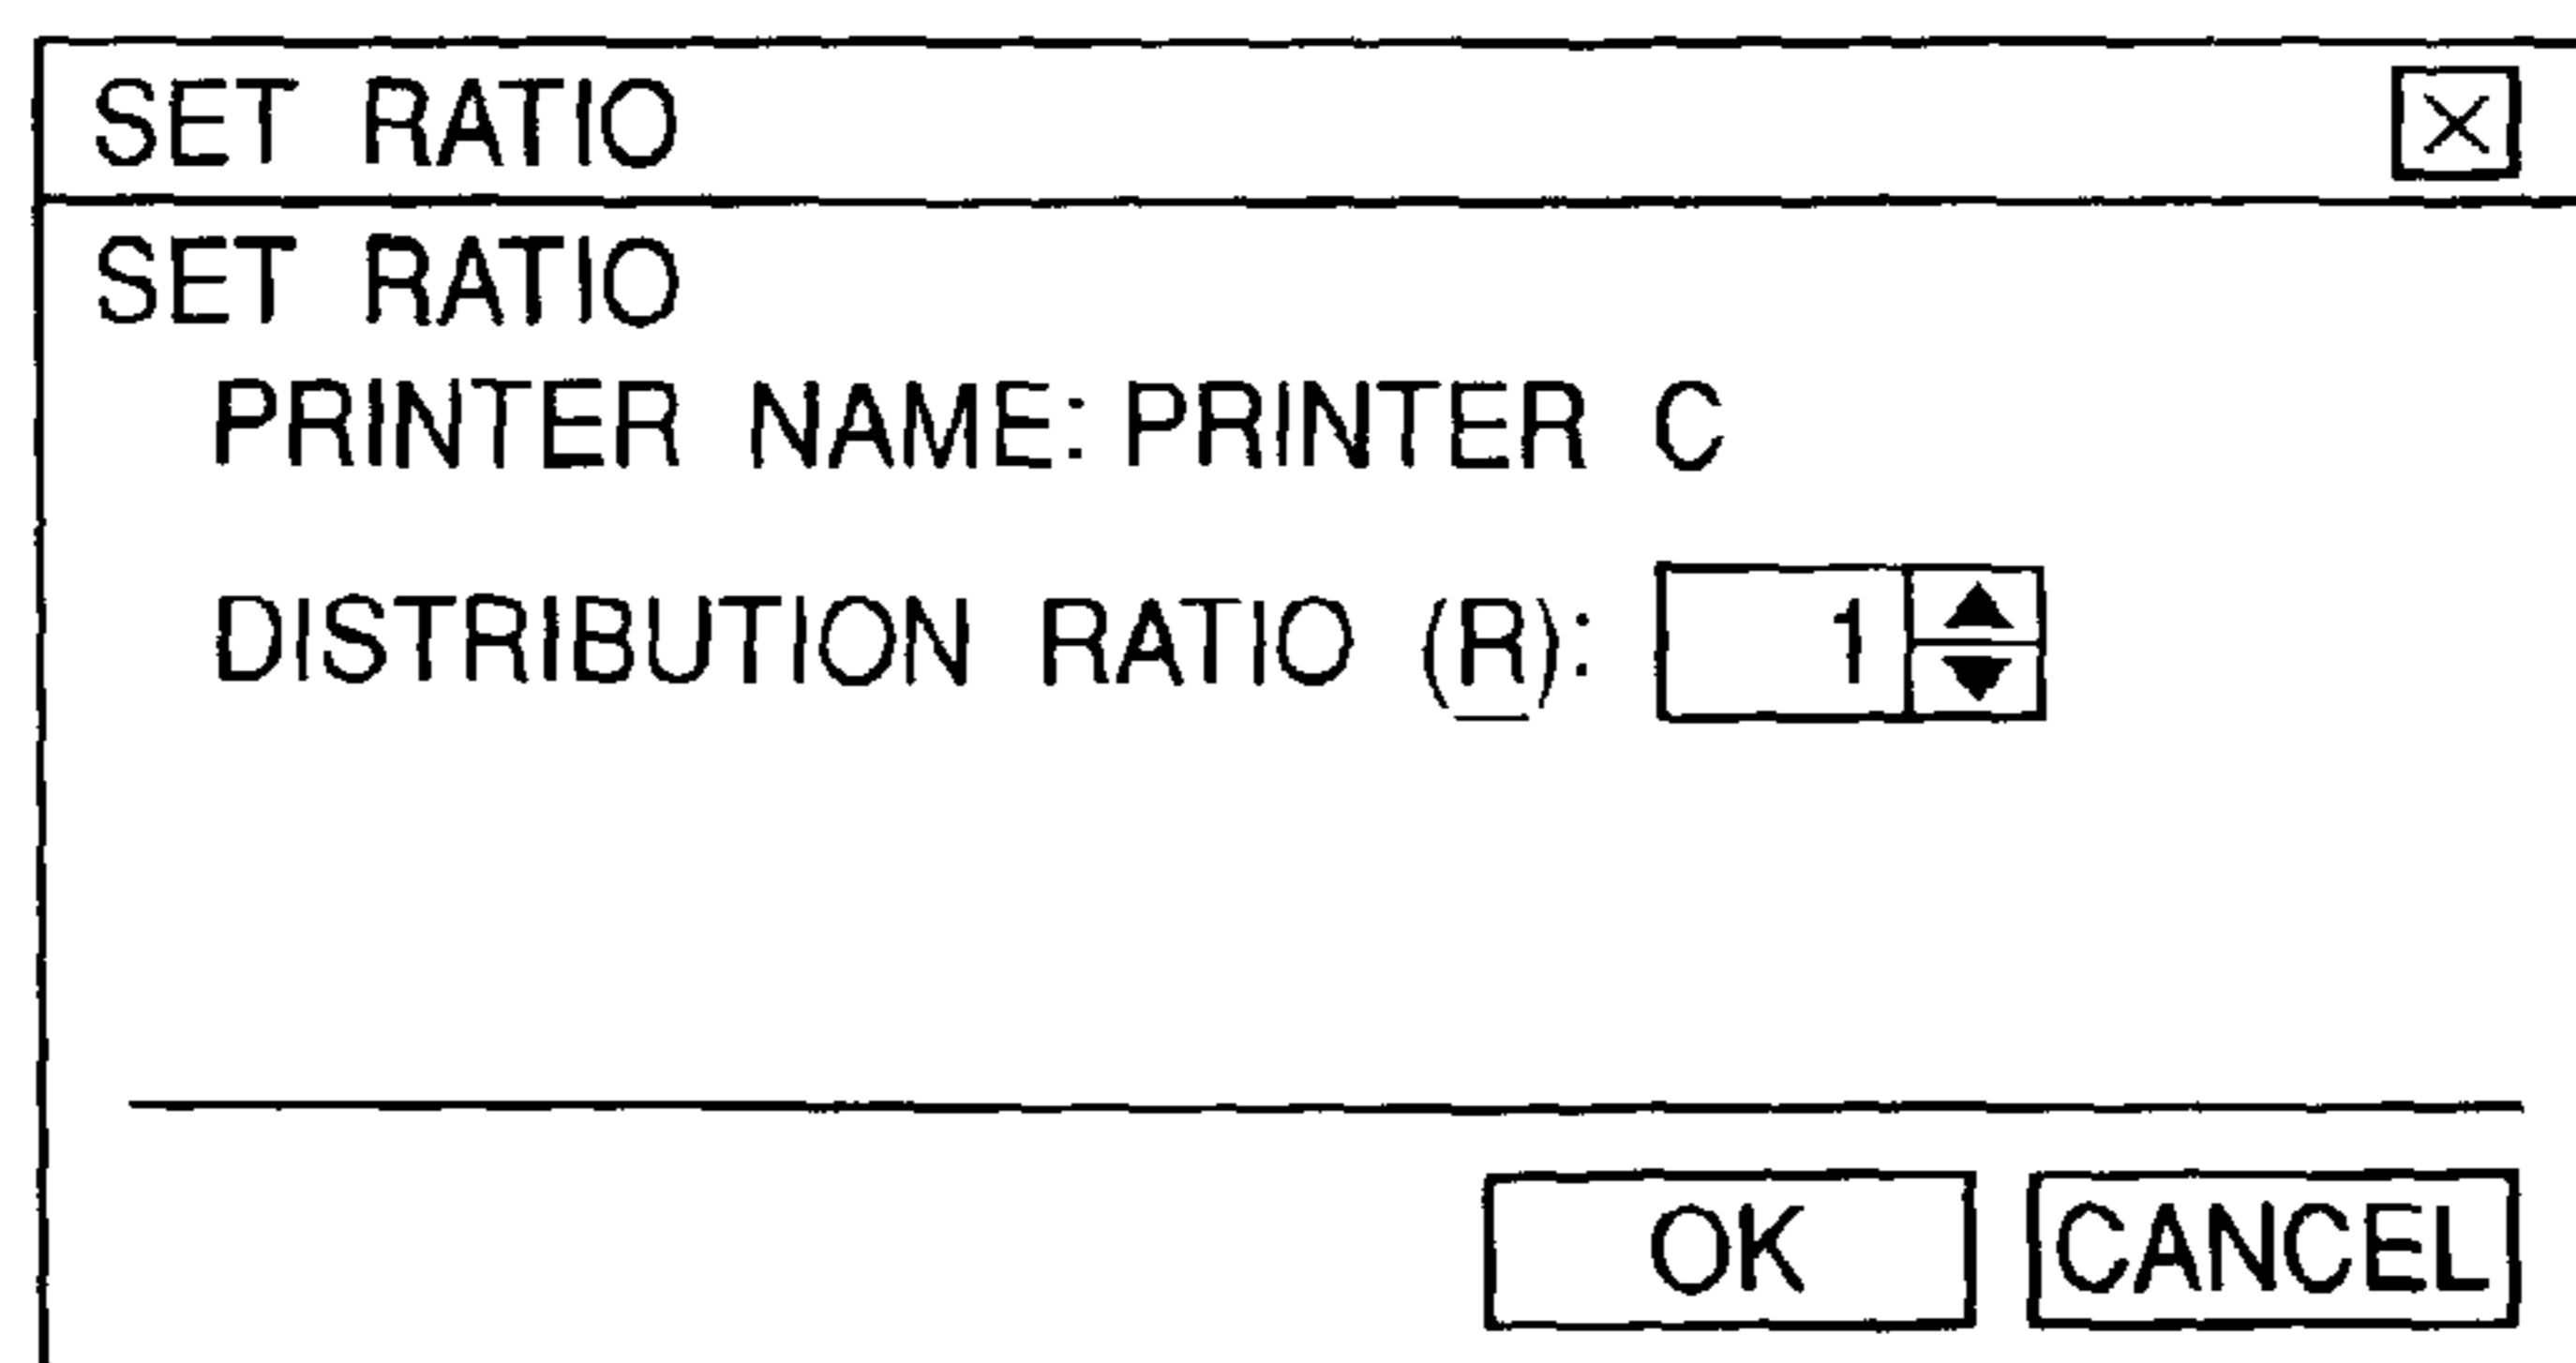 SET RATIO
SET RATIO
PRINTER NAME: PRINTER C
DISTRIBUTION RATIO (R): 1
OK CANCEL